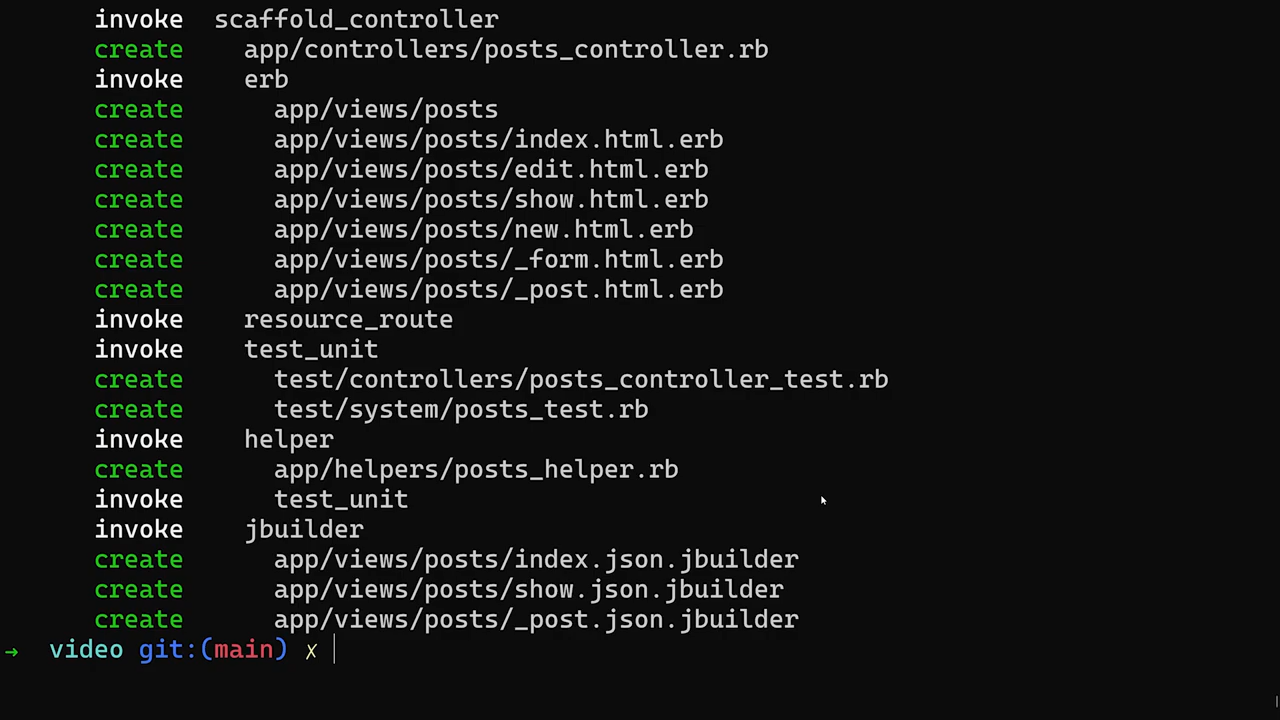 invoke  scaffold_controller
create    app/controllers/posts_controller.rb
invoke    erb
create      app/views/posts
create      app/views/posts/index.html.erb
create      app/views/posts/edit.html.erb
create      app/views/posts/show.html.erb
create      app/views/posts/new.html.erb
create      app/views/posts/_form.html.erb
create      app/views/posts/_post.html.erb
invoke    resource_route
invoke    test_unit
create      test/controllers/posts_controller_test.rb
create      test/system/posts_test.rb
invoke    helper
create      app/helpers/posts_helper.rb
invoke      test_unit
invoke    jbuilder
create      app/views/posts/index.json.jbuilder
create      app/views/posts/show.json.jbuilder
create      app/views/posts/_post.json.jbuilder
→  video git:(main) ✗